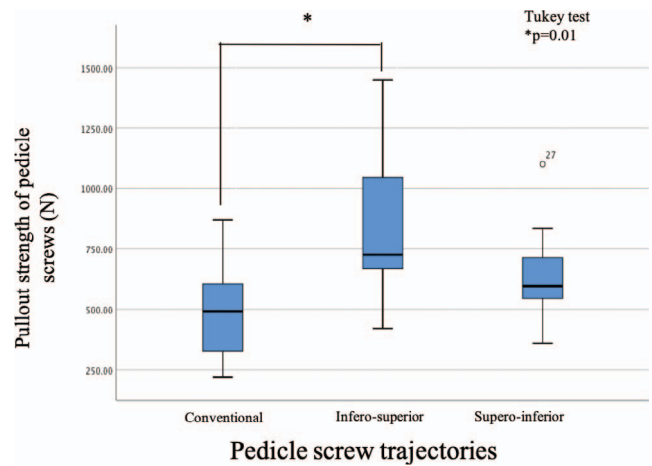 *
Tukey test
*p=0.01
1500.00
1250.00
1000.00
750.00
500.00
250.00
27
Pullout strength of pedicle
screws (N)
Conventional
Infero-superior
Supero-inferior
Pedicle screw trajectories